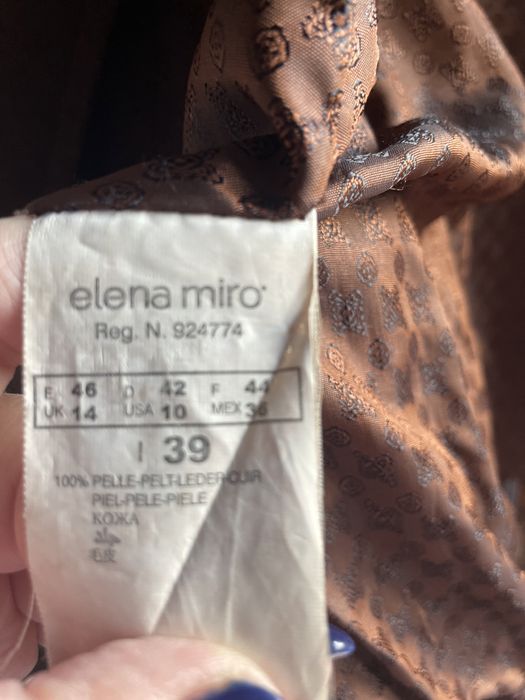 elena miro
Reg. N. 924774
E 46 D 42 F 44
UK 14 USA 10 MEX 36
I 39
100% PELLE-PELT-LEDER-CUIR
PIEL-PELE-PIELE
КОЖА
جلد